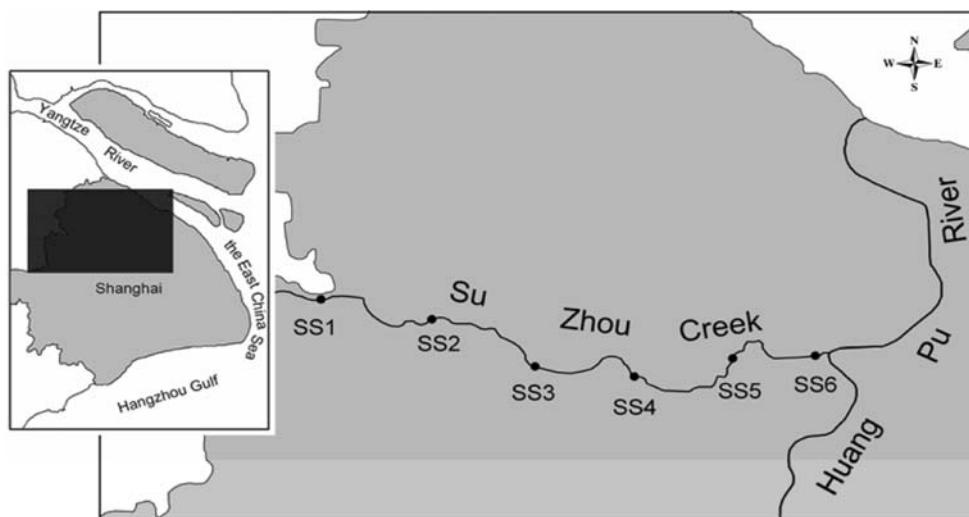 N
W E
S
Yangtze
River
the East China Sea
Shanghai
Hangzhou Gulf
Su
Zhou
Creek
River
Pu
Huang
SS1
SS2
SS3
SS4
SS5
SS6